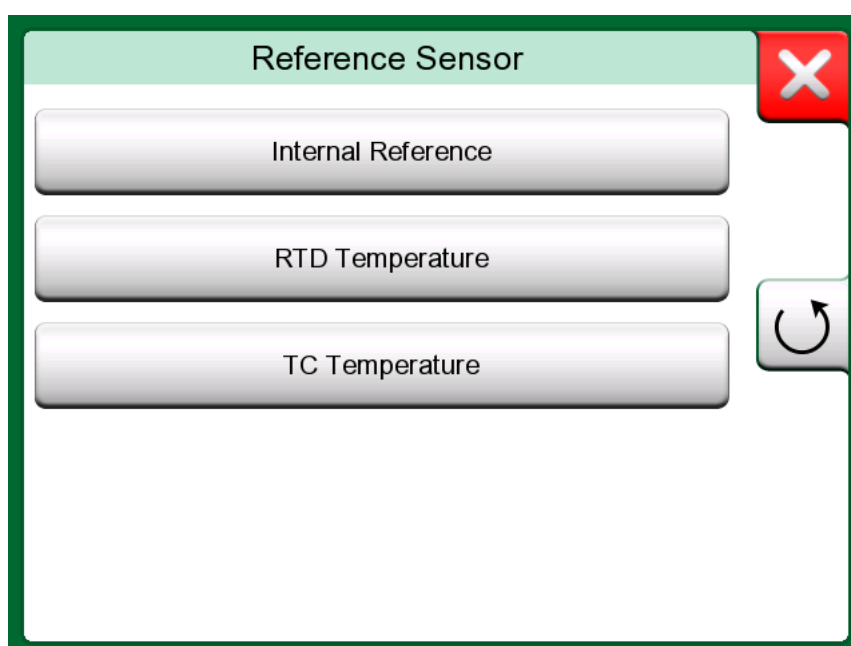 Reference Sensor
Internal Reference
RTD Temperature
TC Temperature